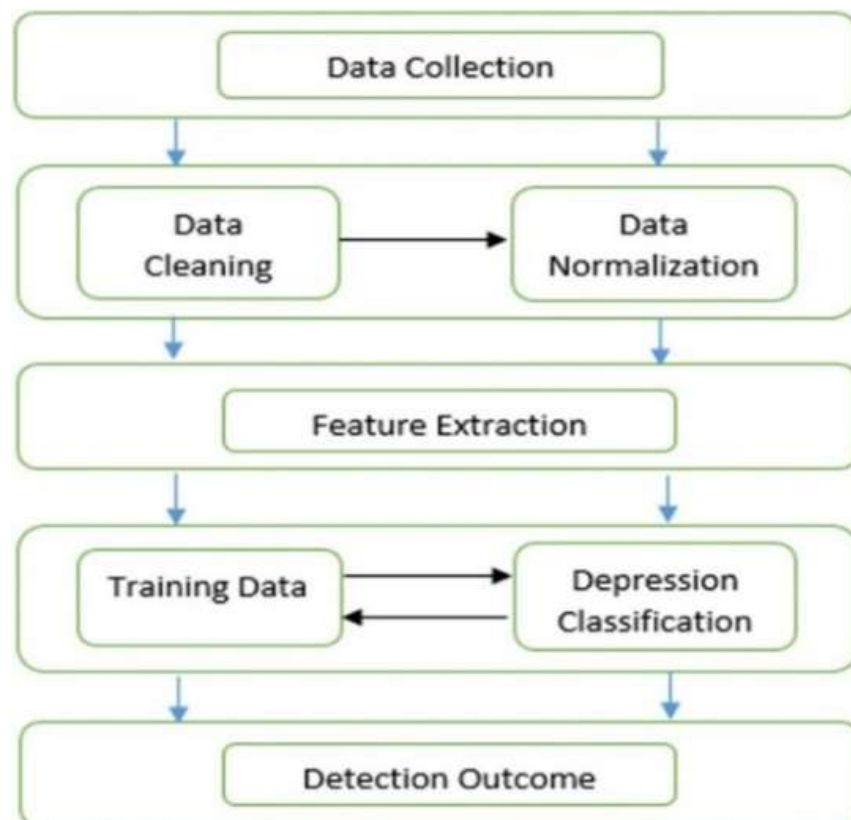 Data Collection
Data
Cleaning
Data
Normalization
Feature Extraction
Training Data
Depression
Classification
Detection Outcome